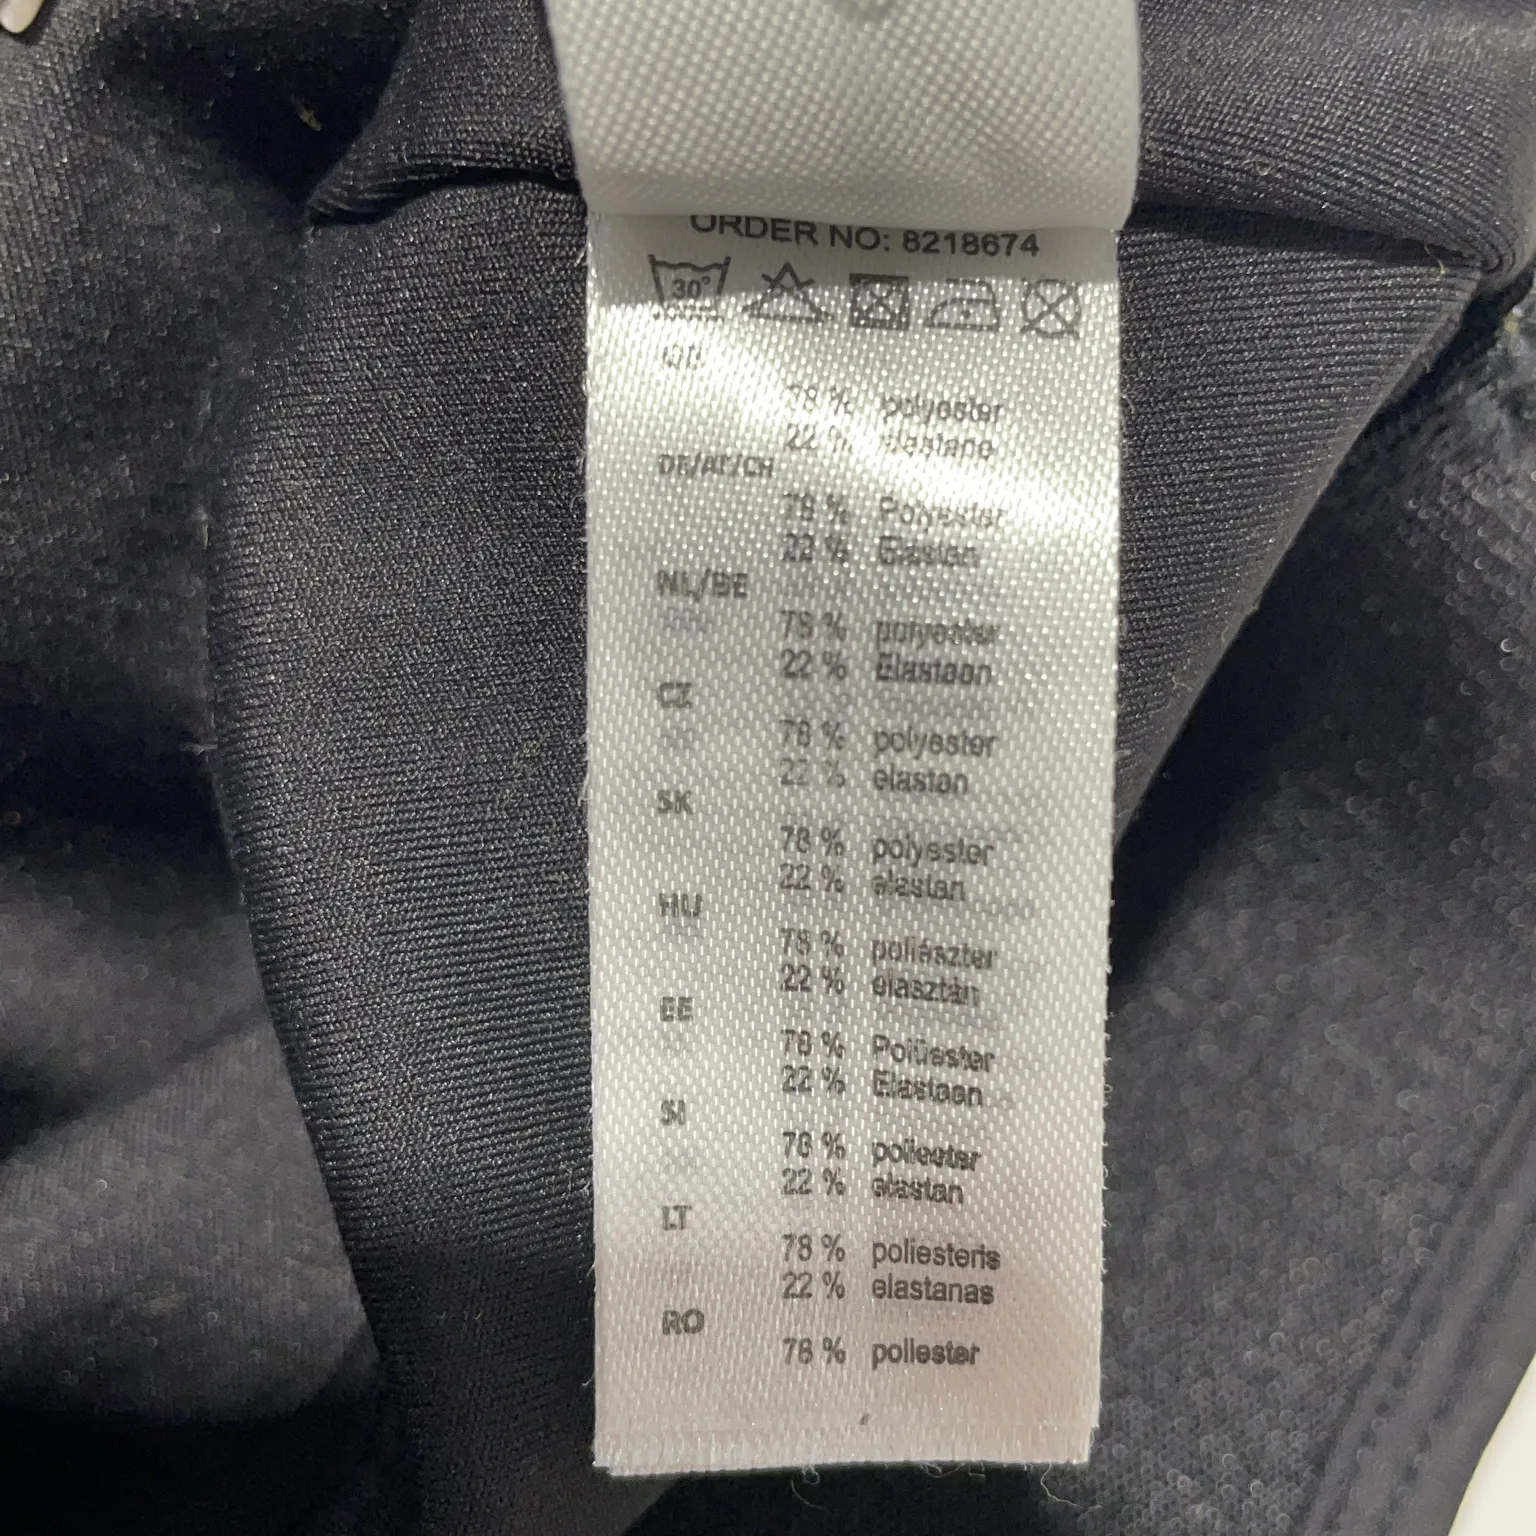 ORDER NO: 8218674
30°
GB
78 % polyester
22 % elastane
DE/AT/CH
78 % Polyester
22 % Elastan
NL/BE
78 % polyester
22 % Elastaan
CZ
78 % polyester
22 % elastan
SK
78 % polyester
22 % elastan
HU
78 % poliészter
22 % elasztán
EE
78 % Polüester
22 % Elastaan
SI
78 % poliester
22 % elastan
LT
78 % poliesteris
22 % elastanas
RO
78 % poliester